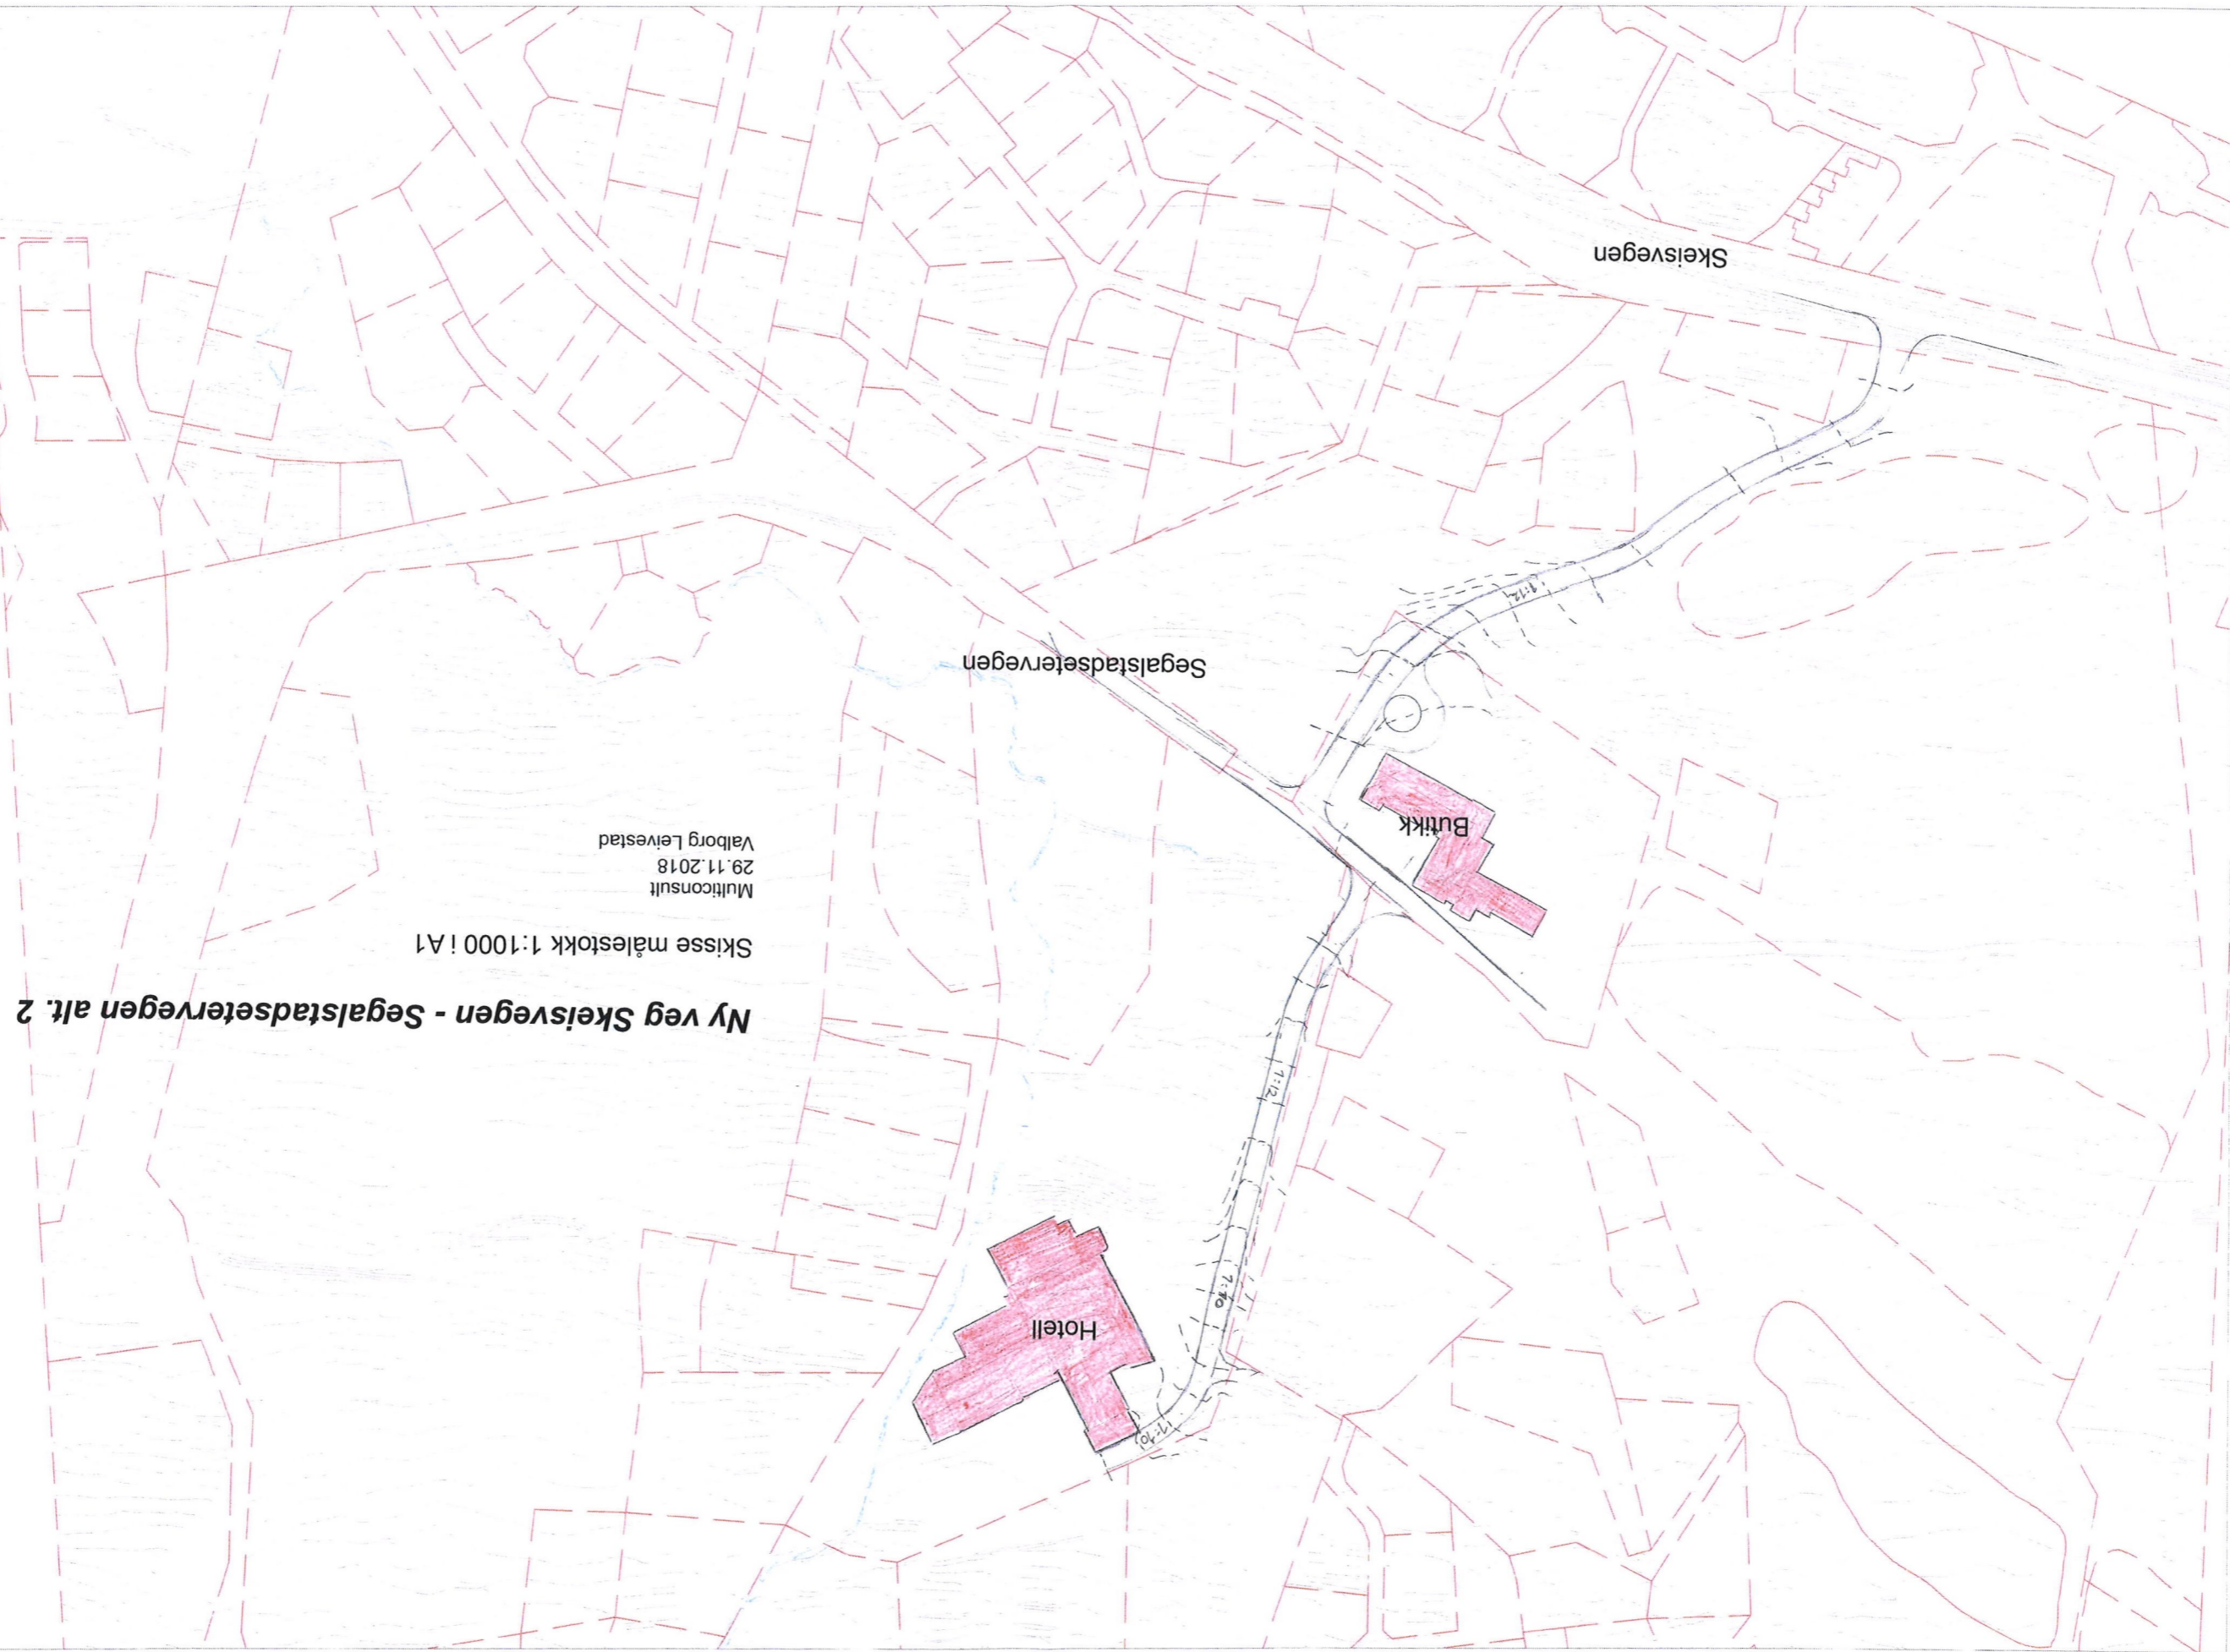 Hotell
1:10
1:10
1:12
Ny veg Skeisvegen - Segalstadsetervegen alt. 2
Skisse målestokk 1:1000 i A1
Multiconsult
29.11.2018
Valborg Leivestad
Butikk
Segalstadsetervegen
1:12
Skeisvegen